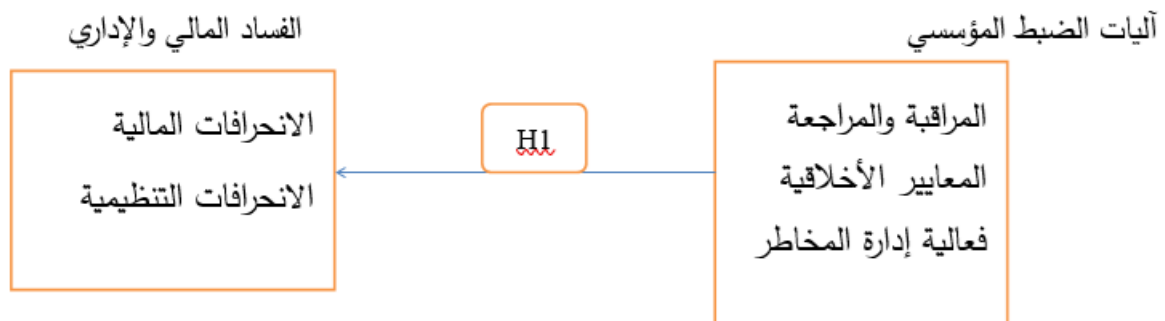 آليات الضبط المؤسسي
المراقبة والمراجعة
المعايير الأخلاقية
فعالية إدارة المخاطر
H1
الفساد المالي والإداري
الانحرافات المالية
الانحرافات التنظيمية